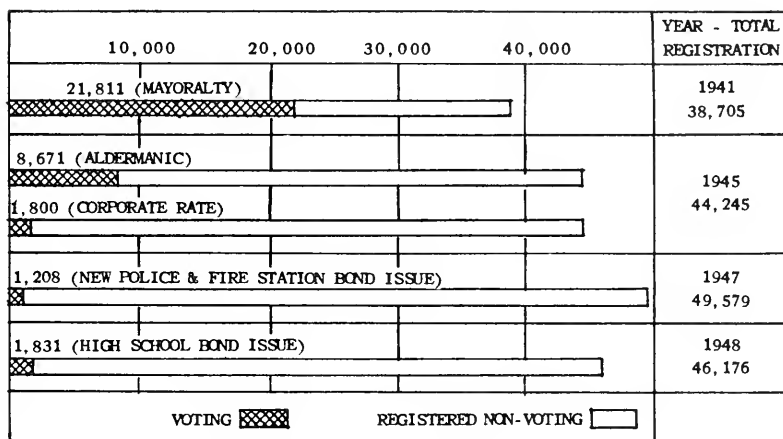 YEAR - TOTAL
REGISTRATION
10,000 20,000 30,000 40,000
21,811 (MAYORALTY)
1941
38,705
8,671 (ALDERMANIC)
1945
44,245
1,800 (CORPORATE RATE)
1,208 (NEW POLICE & FIRE STATION BOND ISSUE)
1947
49,579
1,831 (HIGH SCHOOL BOND ISSUE)
1948
46,176
VOTING REGISTERED NON-VOTING